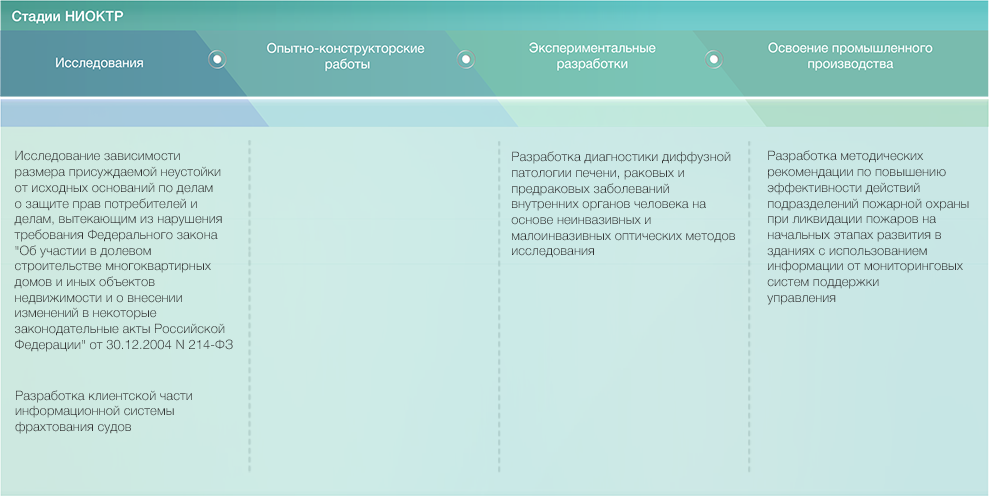 Стадии НИОКТР
Исследования
Опытно-конструкторские
работы
Экспериментальные
разработки
Освоение промышленного
производства
Исследование зависимости
размера присуждаемой неустойки
от исходных оснований по делам
о защите прав потребителей и
делам, вытекающим из нарушения
требования Федерального закона
"Об участии в долевом
строительстве многоквартирных
домов и иных объектов
недвижимости и о внесении
изменений в некоторые
законодательные акты Российской
Федерации" от 30.12.2004 N 214-ФЗ
Разработка клиентской части
информационной системы
фрахтования судов
Разработка диагностики диффузной
патологии печени, раковых и
предраковых заболеваний
внутренних органов человека на
основе неинвазивных и
малоинвазивных оптических методов
исследования
Разработка методических
рекомендации по повышению
эффективности действий
подразделений пожарной охраны
при ликвидации пожаров на
начальных этапах развития в
зданиях с использованием
информации от мониторинговых
систем поддержки
управления